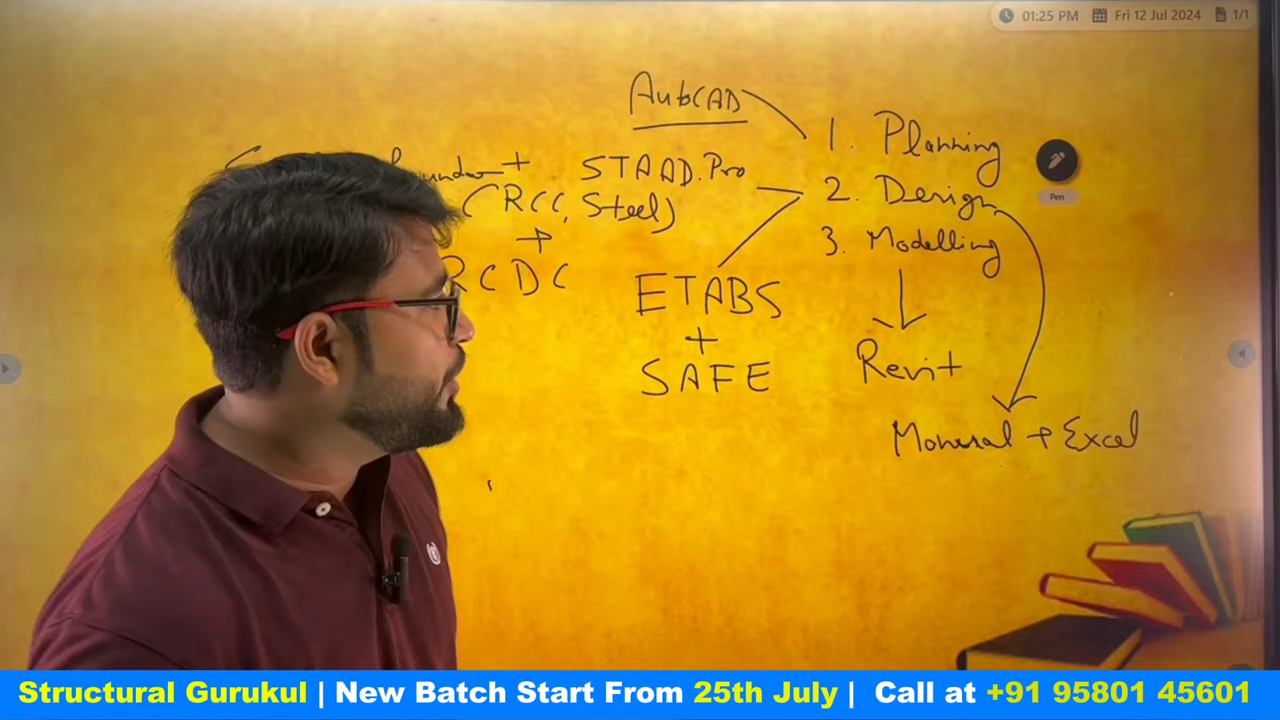 01:25 PM Fri 12 Jul 2024 1/1
AutoCAD
1. Planning
+ STAAD.Pro
2. Design
(RCC, Steel)
3. Modelling
RCDC
ETABS
+
SAFE
Revit
Manual + Excel
Pen
Structural Gurukul | New Batch Start From 25th July | Call at +91 95801 45601